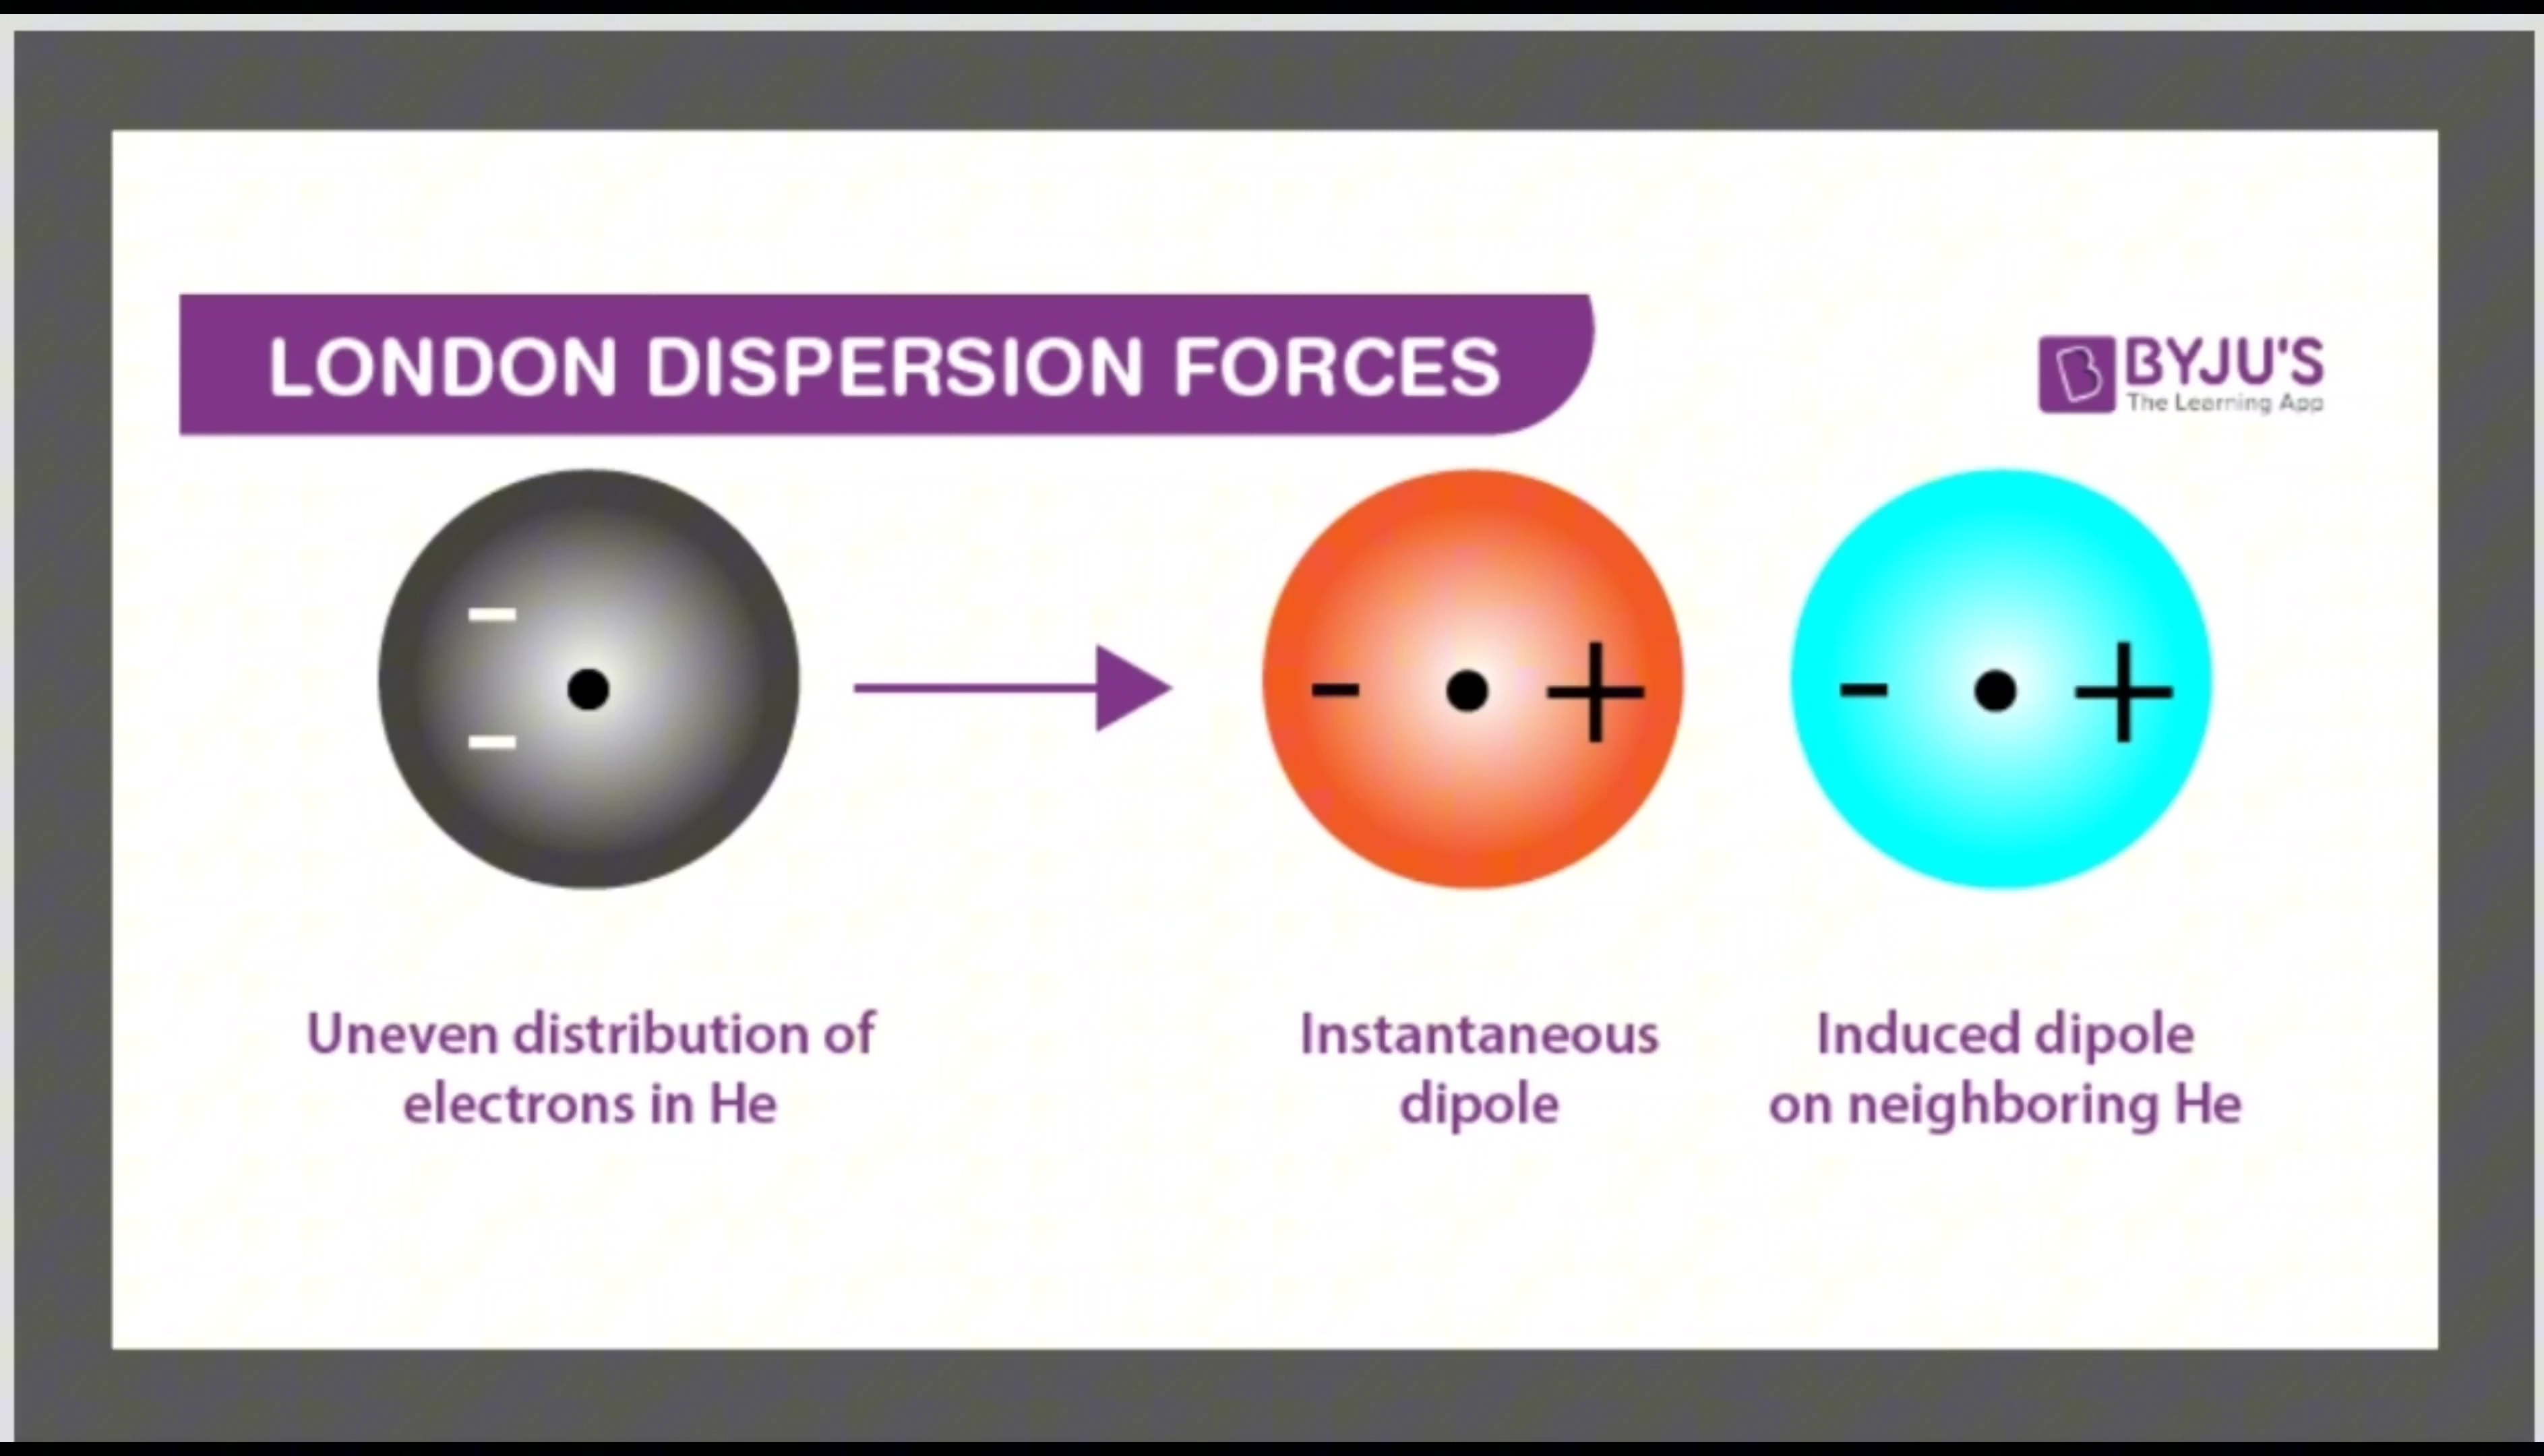 LONDON DISPERSION FORCES
BYJU'S
The Learning App
Uneven distribution of
electrons in He
Instantaneous
dipole
Induced dipole
on neighboring He